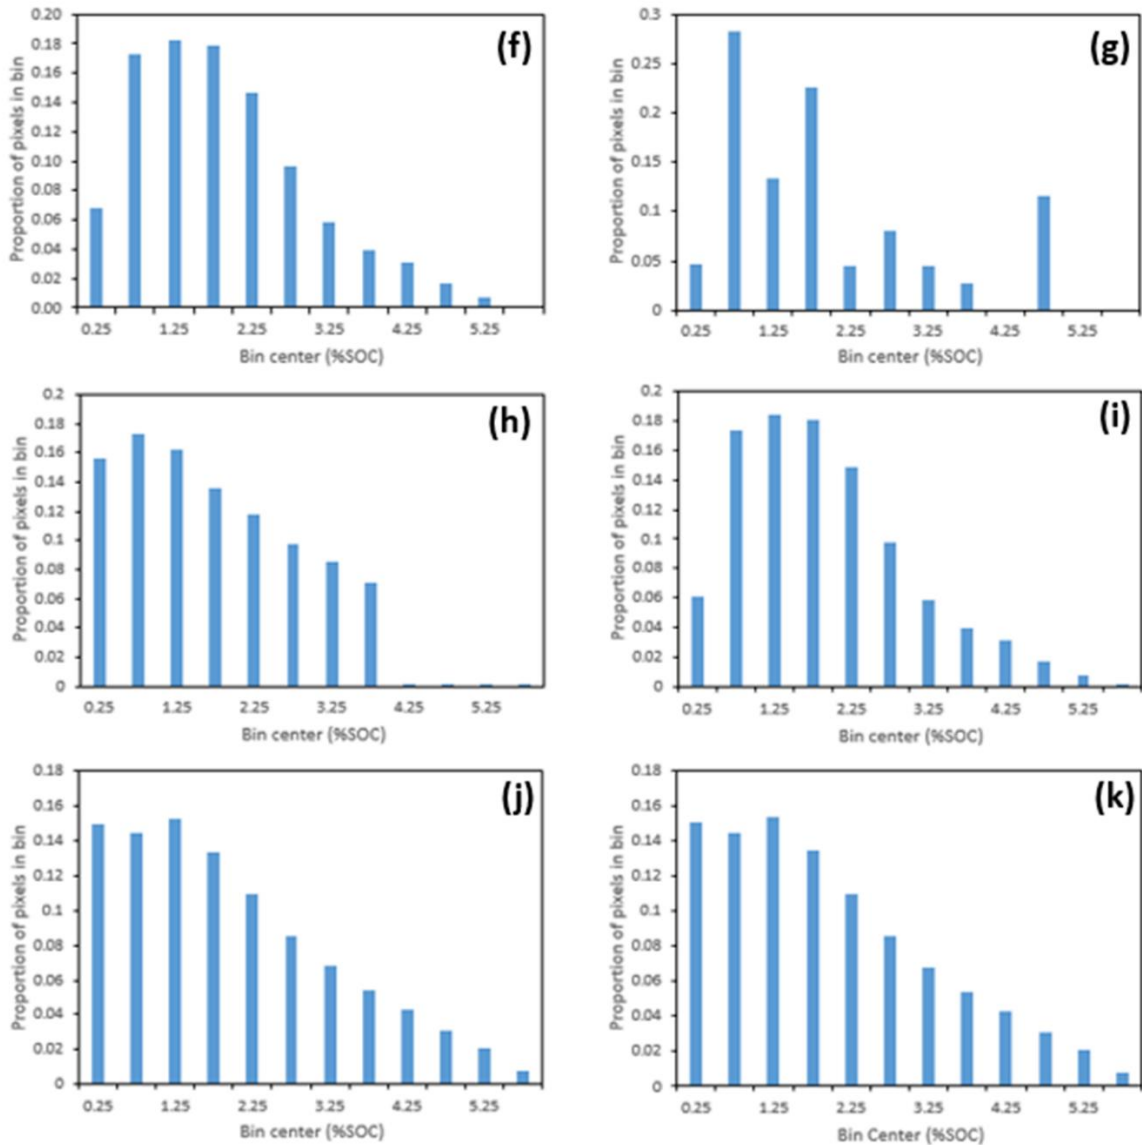 (f)
Proportion of pixels in bin
0.20
0.18
0.16
0.14
0.12
0.10
0.08
0.06
0.04
0.02
0.00
0.25 1.25 2.25 3.25 4.25 5.25
Bin center (%SOC)
(g)
Proportion of pixels in bin
0.3
0.25
0.2
0.15
0.1
0.05
0
0.25 1.25 2.25 3.25 4.25 5.25
Bin center (%SOC)
(h)
Proportion of pixels in bin
0.2
0.18
0.16
0.14
0.12
0.1
0.08
0.06
0.04
0.02
0
0.25 1.25 2.25 3.25 4.25 5.25
Bin center (%SOC)
(i)
Proportion of pixels in bin
0.2
0.18
0.16
0.14
0.12
0.1
0.08
0.06
0.04
0.02
0
0.25 1.25 2.25 3.25 4.25 5.25
Bin center (%SOC)
(j)
Proportion of pixels in bin
0.18
0.16
0.14
0.12
0.1
0.08
0.06
0.04
0.02
0
0.25 1.25 2.25 3.25 4.25 5.25
Bin center (%SOC)
(k)
Proportion of pixels in bin
0.18
0.16
0.14
0.12
0.1
0.08
0.06
0.04
0.02
0
0.25 1.25 2.25 3.25 4.25 5.25
Bin Center (%SOC)